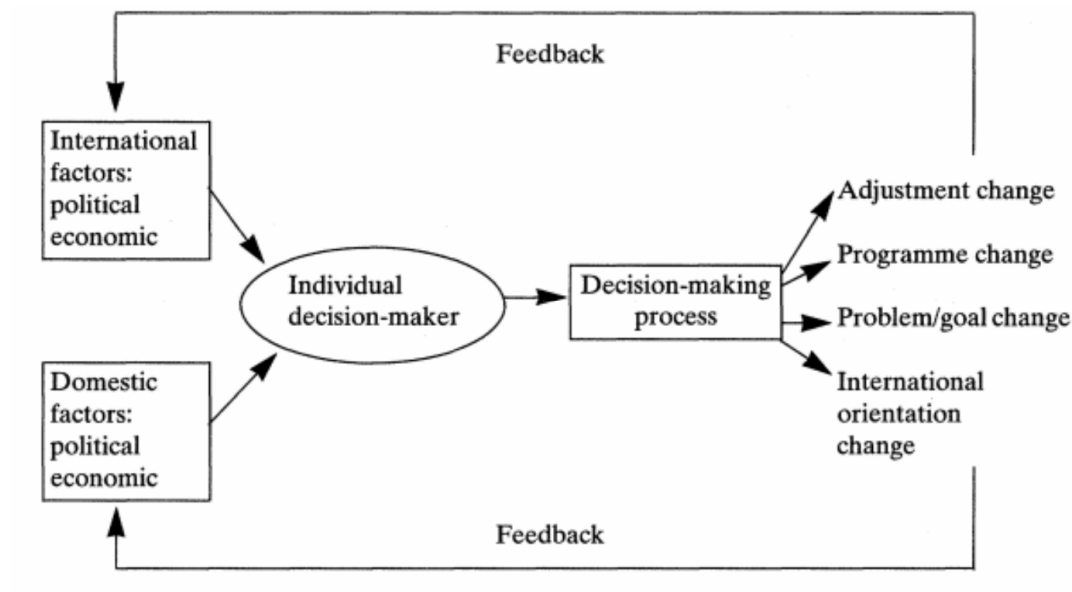 Feedback
International
factors:
political
economic
Individual
decision-maker
Decision-making
process
Adjustment change
Programme change
Problem/goal change
International
orientation
change
Domestic
factors:
political
economic
Feedback